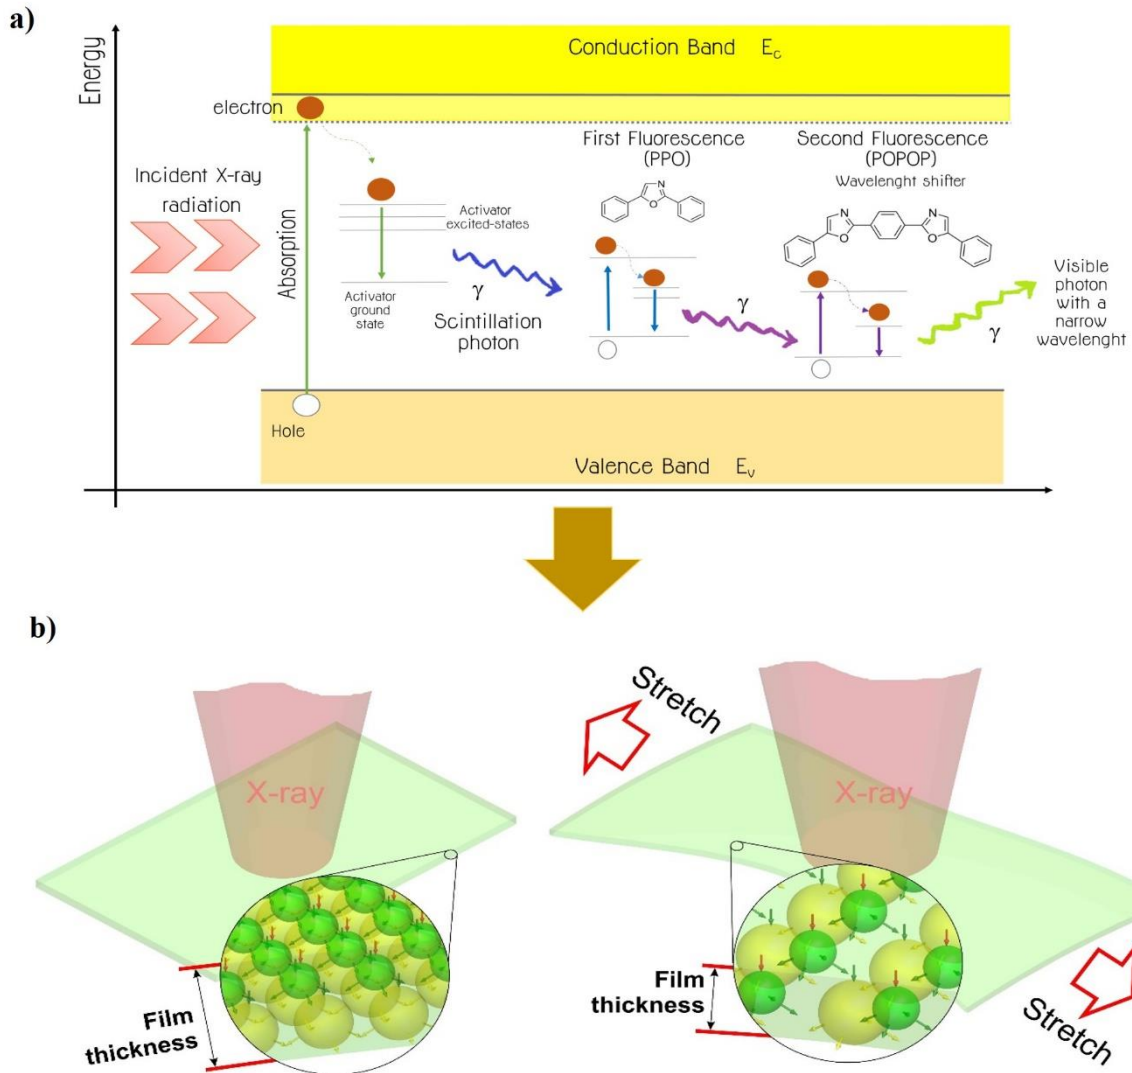 a)
Energy
Conduction Band E_c
electron
Incident X-ray
radiation
Absorption
Activator
excited-states
Activator
ground
state
γ
Scintillation
photon
First Fluorescence
(PPO)
N
O
γ
Second Fluorescence
(POPOP)
Wavelenght shifter
N
O
N
O
γ
Visible
photon
with a
narrow
wavelenght
Hole
Valence Band E_v
b)
X-ray
Film
thickness
Stretch
X-ray
Film
thickness
Stretch